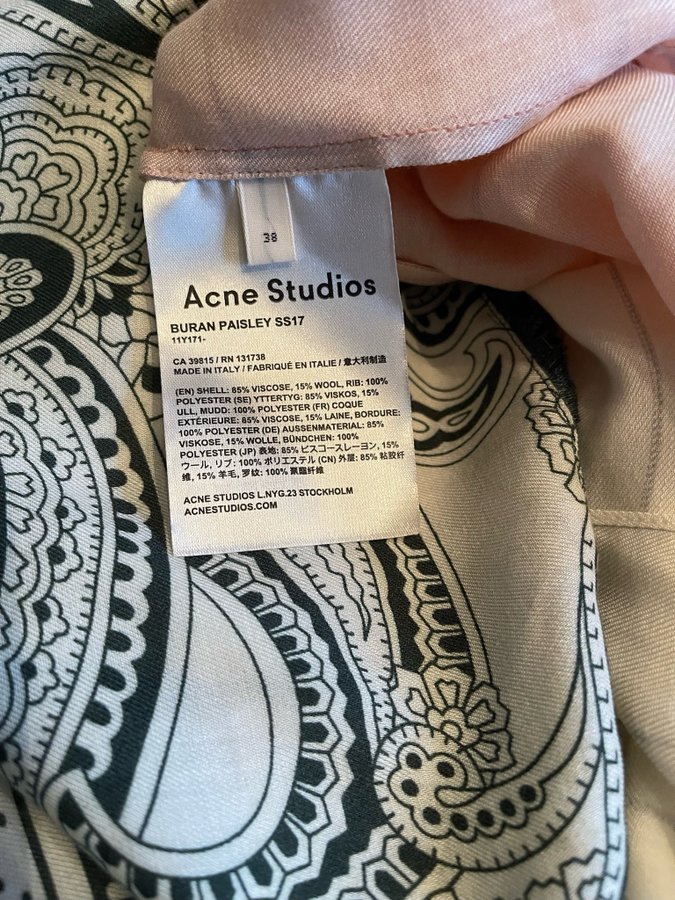 38
Acne Studios
BURAN PAISLEY SS17
11Y171-
CA 39815 / RN 131738
MADE IN ITALY / FABRIQUÉ EN ITALIE / 意大利制造
(EN) SHELL: 85% VISCOSE, 15% WOOL, RIB: 100%
POLYESTER (SE) YTTERTYG: 85% VISKOS, 15%
ULL, MUDD: 100% POLYESTER (FR) COQUE
EXTÉRIEURE: 85% VISCOSE, 15% LAINE, BORDURE:
100% POLYESTER (DE) AUSSENMATERIAL: 85%
VISKOSE, 15% WOLLE, BÜNDCHEN: 100%
POLYESTER (JP) 表地: 85% ビスコースレーヨン, 15%
ウール, リブ: 100% ポリエステル (CN) 外层: 85% 粘胶纤
维, 15% 羊毛, 罗纹: 100% 聚酯纤维
ACNE STUDIOS L.NYG.23 STOCKHOLM
ACNESTUDIOS.COM